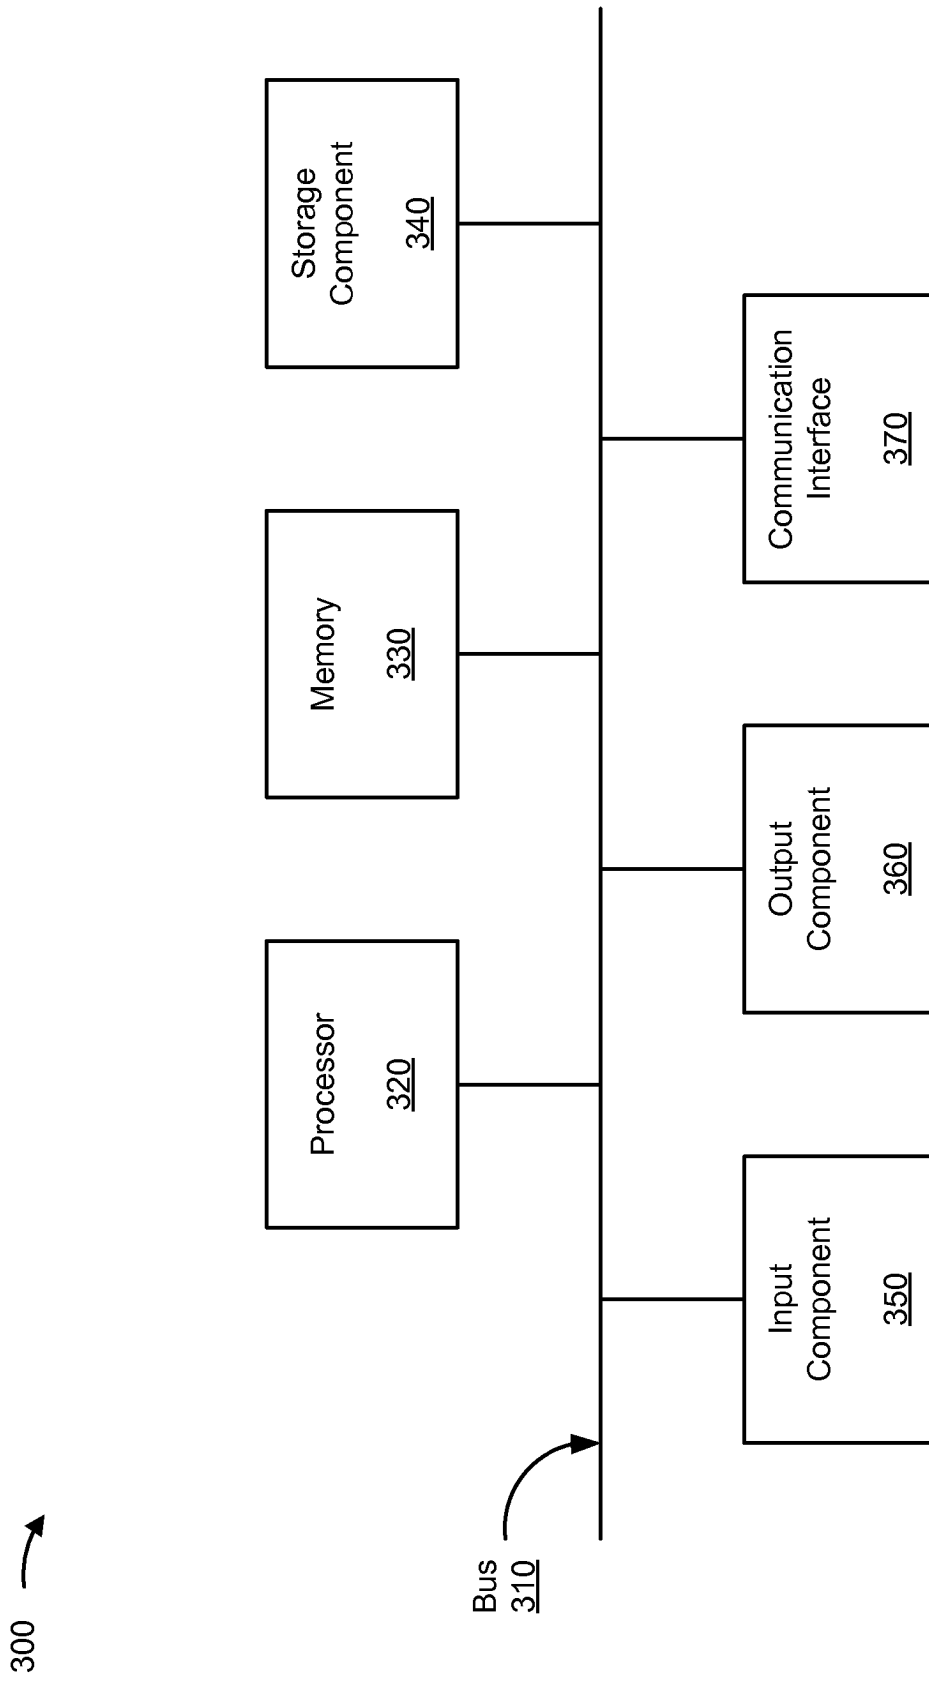 300
Processor
320
Memory
330
Storage
Component
340
Bus
310
Input
Component
350
Output
Component
360
Communication
Interface
370